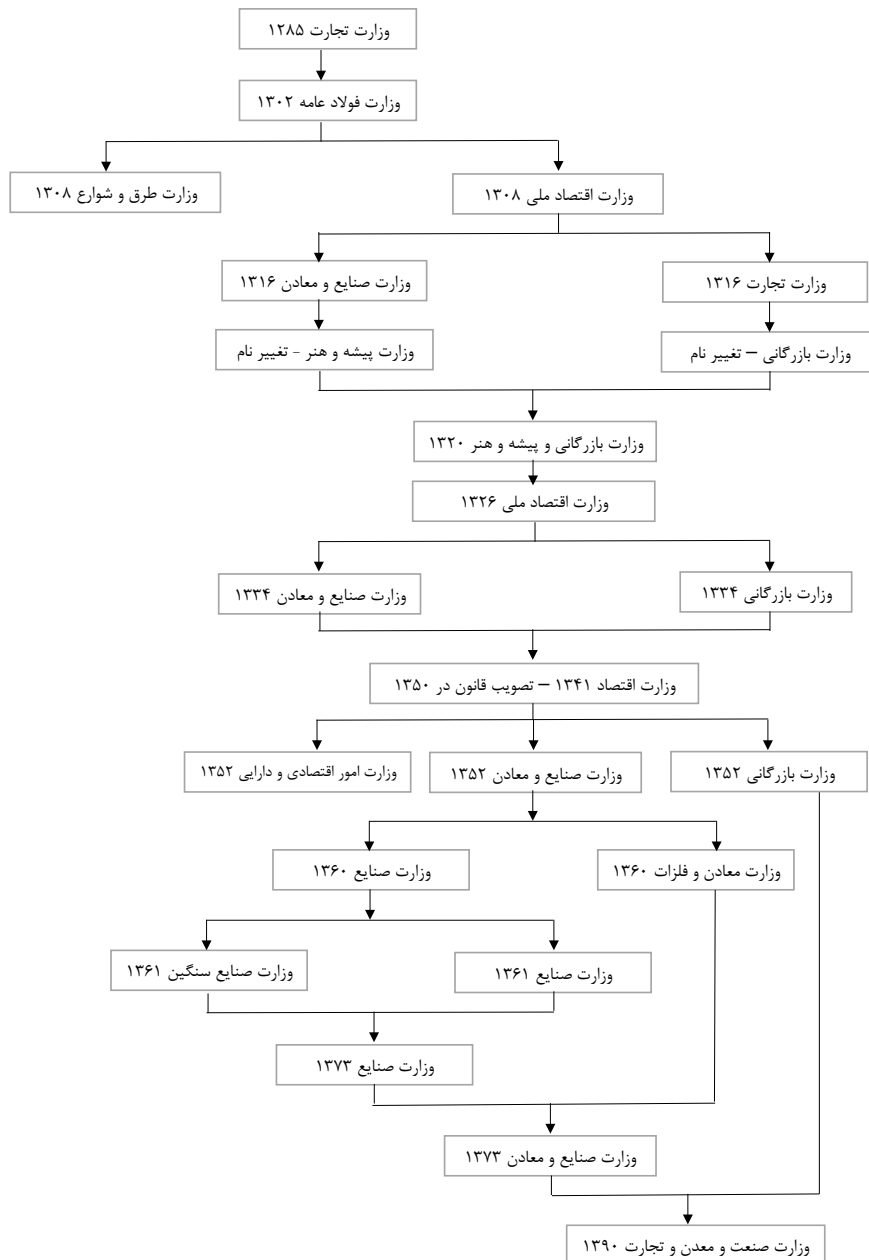 وزارت تجارت ۱۲۸۵
وزارت فولاد عامه ۱۳۰۲
وزارت اقتصاد ملی ۱۳۰۸
وزارت طرق و شوارع ۱۳۰۸
وزارت تجارت ۱۳۱۶
وزارت صنایع و معادن ۱۳۱۶
وزارت بازرگانی – تغییر نام
وزارت پیشه و هنر - تغییر نام
وزارت بازرگانی و پیشه و هنر ۱۳۲۰
وزارت اقتصاد ملی ۱۳۲۶
وزارت بازرگانی ۱۳۳۴
وزارت صنایع و معادن ۱۳۳۴
وزارت اقتصاد ۱۳۴۱ – تصویب قانون در ۱۳۵۰
وزارت بازرگانی ۱۳۵۲
وزارت صنایع و معادن ۱۳۵۲
وزارت امور اقتصادی و دارایی ۱۳۵۲
وزارت معادن و فلزات ۱۳۶۰
وزارت صنایع ۱۳۶۰
وزارت صنایع ۱۳۶۱
وزارت صنایع سنگین ۱۳۶۱
وزارت صنایع ۱۳۷۳
وزارت صنایع و معادن ۱۳۷۳
وزارت صنعت و معدن و تجارت ۱۳۹۰